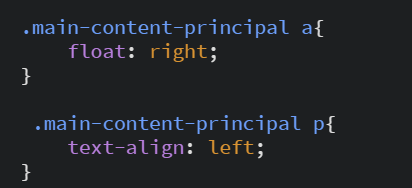 .main-content-principal a{
    float: right;
}

 .main-content-principal p{
    text-align: left;
}